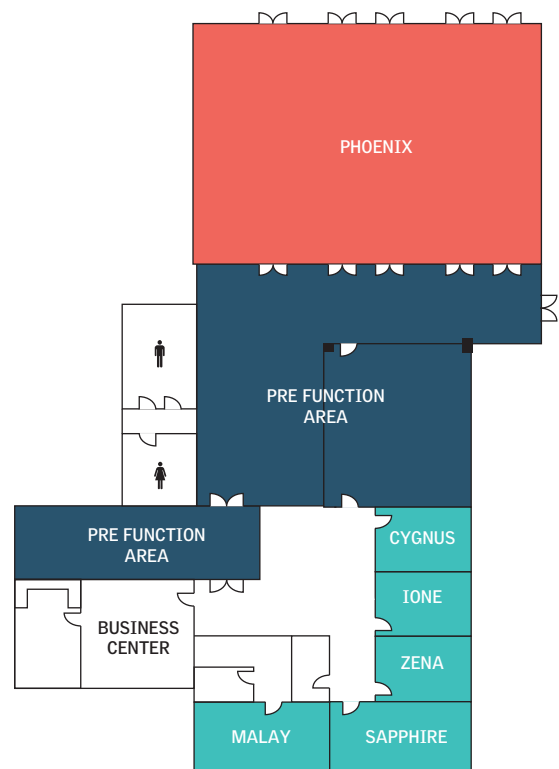 PHOENIX
PRE FUNCTION
AREA
PRE FUNCTION
AREA
CYGNUS
IONE
BUSINESS
CENTER
ZENA
MALAY
SAPPHIRE